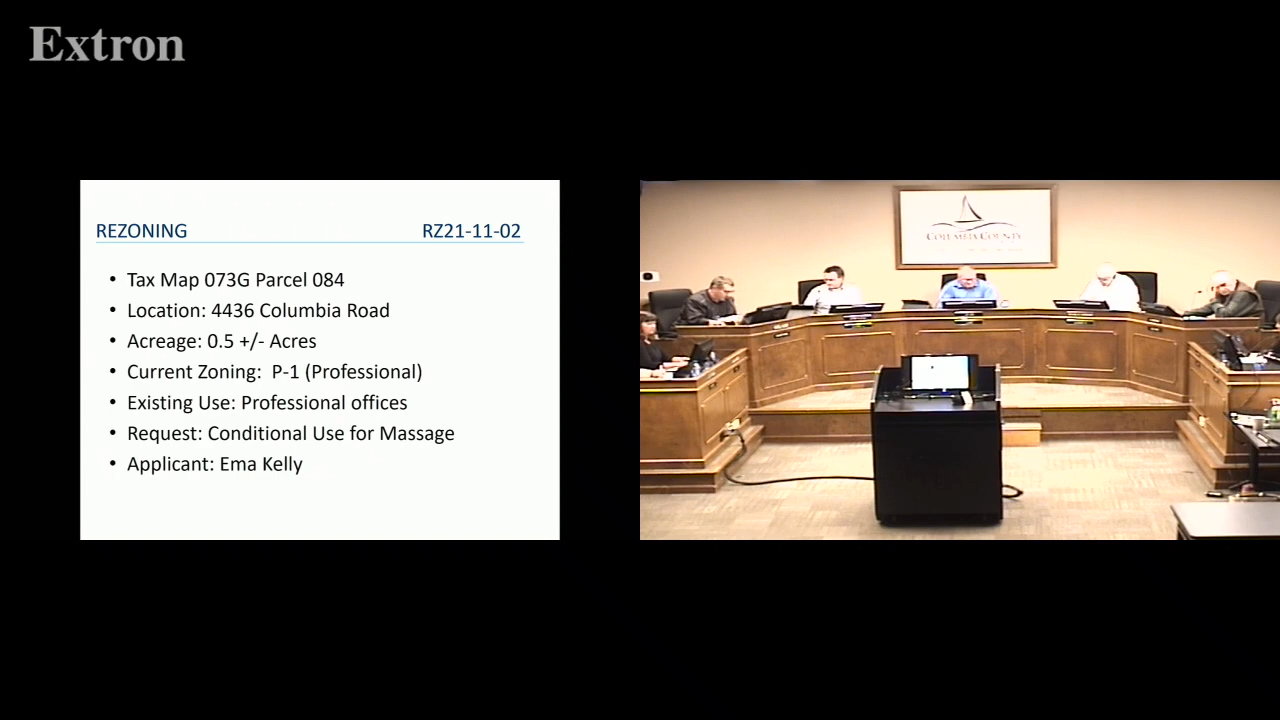 Extron
REZONING RZ21-11-02
• Tax Map 073G Parcel 084
• Location: 4436 Columbia Road
• Acreage: 0.5 +/- Acres
• Current Zoning: P-1 (Professional)
• Existing Use: Professional offices
• Request: Conditional Use for Massage
• Applicant: Ema Kelly
COLUMBIA COUNTY